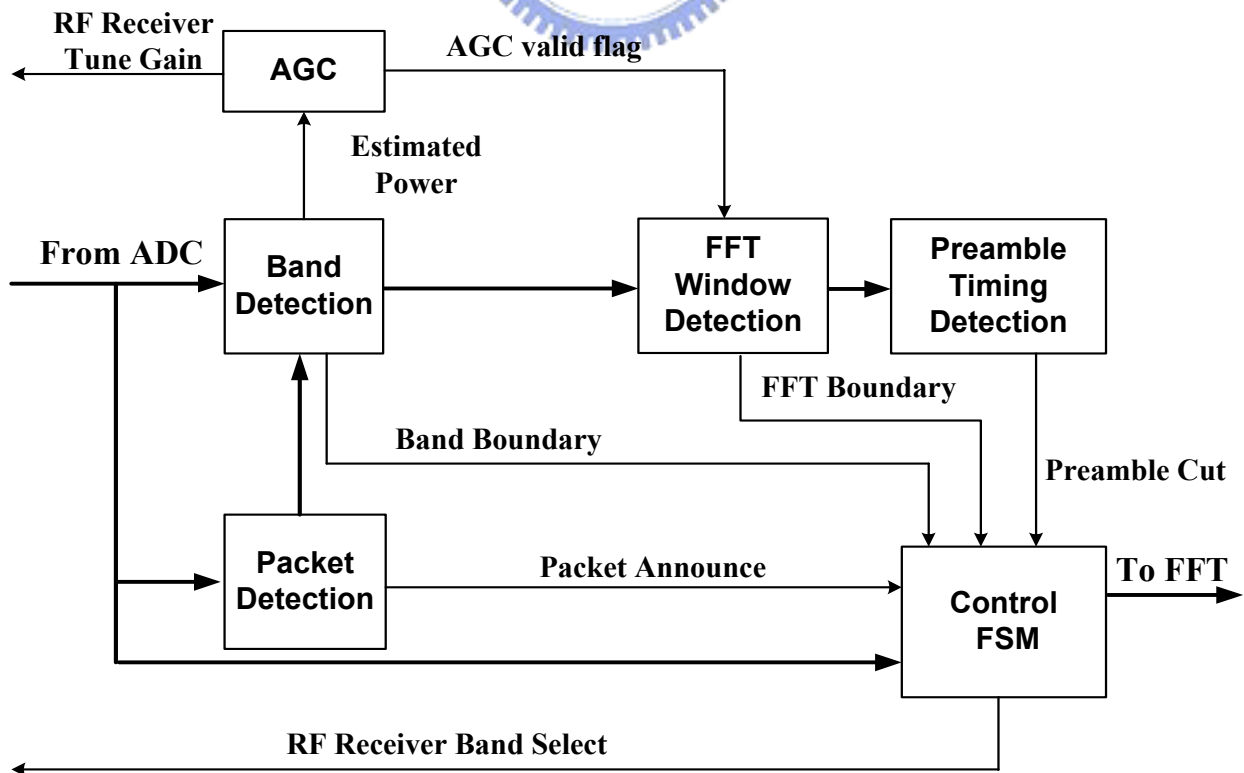 RF Receiver
Tune Gain
AGC
AGC valid flag
Estimated
Power
From ADC
Band
Detection
FFT
Window
Detection
Preamble
Timing
Detection
FFT Boundary
Band Boundary
Preamble Cut
Packet
Detection
Packet Announce
Control
FSM
To FFT
RF Receiver Band Select